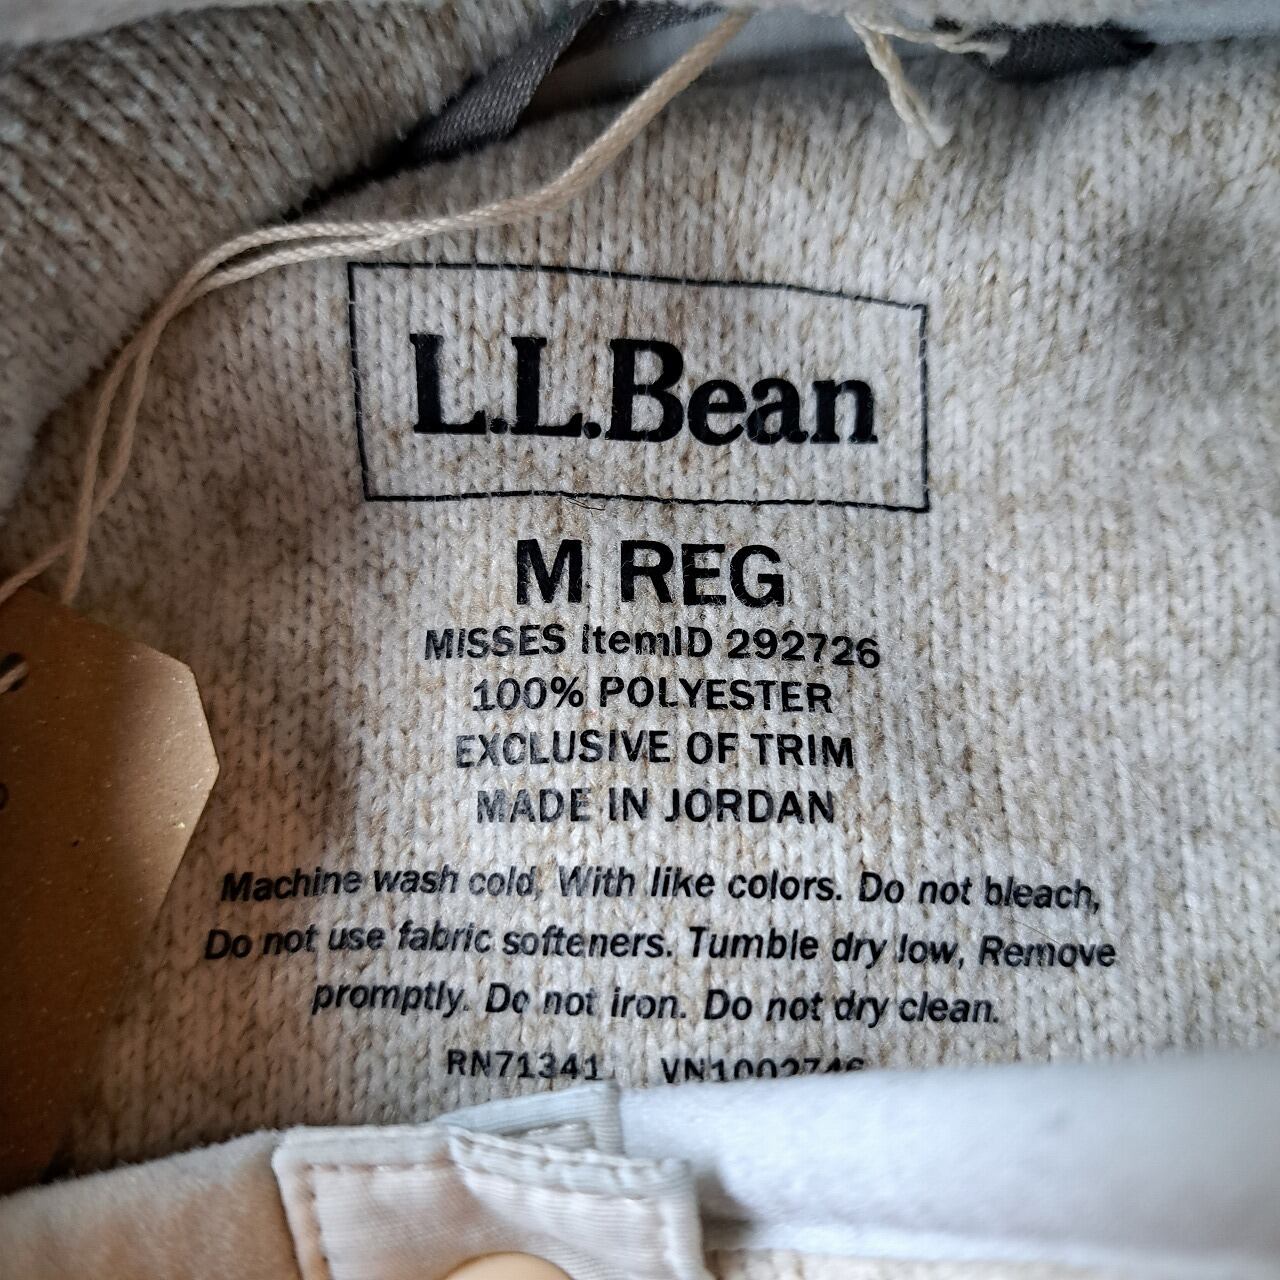 L.L.Bean
M REG
MISSES ItemID 292726
100% POLYESTER
EXCLUSIVE OF TRIM
MADE IN JORDAN
Machine wash cold, With like colors. Do not bleach,
Do not use fabric softeners. Tumble dry low, Remove
promptly. Do not iron. Do not dry clean.
RN71341 VN1002746